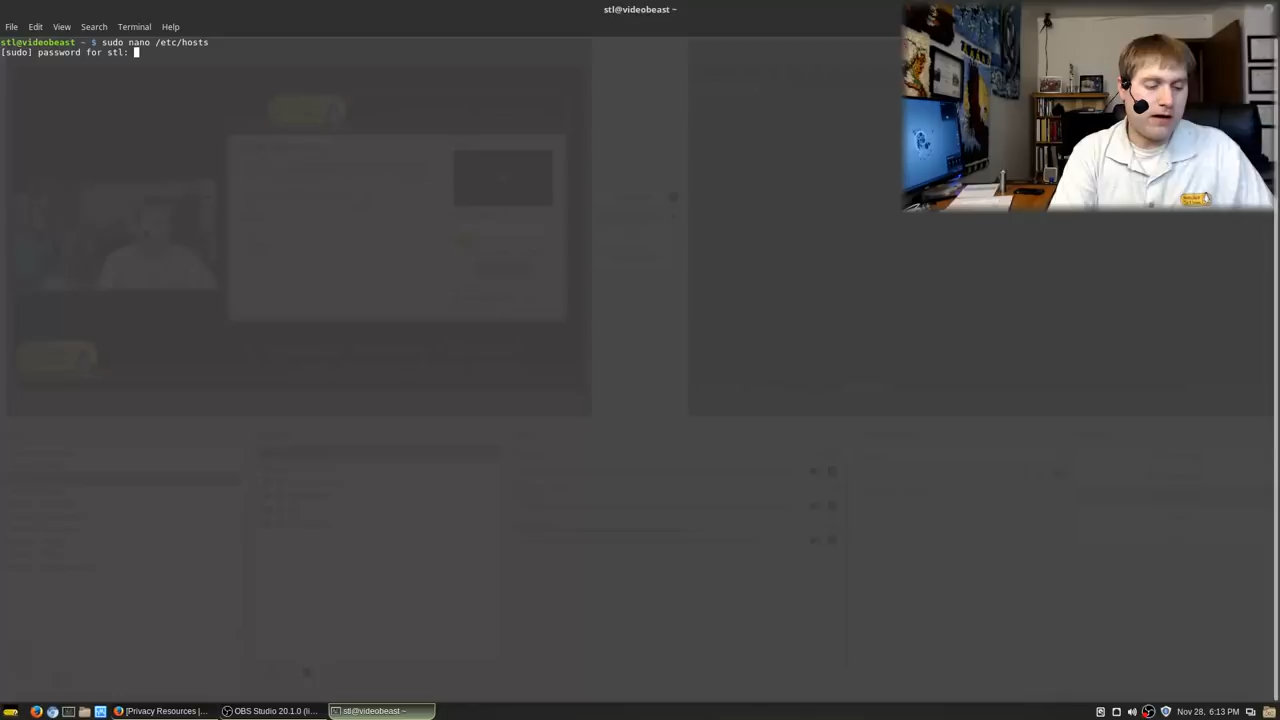 stl@videobeast ~
File Edit View Search Terminal Help
stl@videobeast ~ $ sudo nano /etc/hosts
[sudo] password for stl:
[Privacy Resources |... OBS Studio 20.1.0 (li... stl@videobeast ~ Nov 28, 6:13 PM